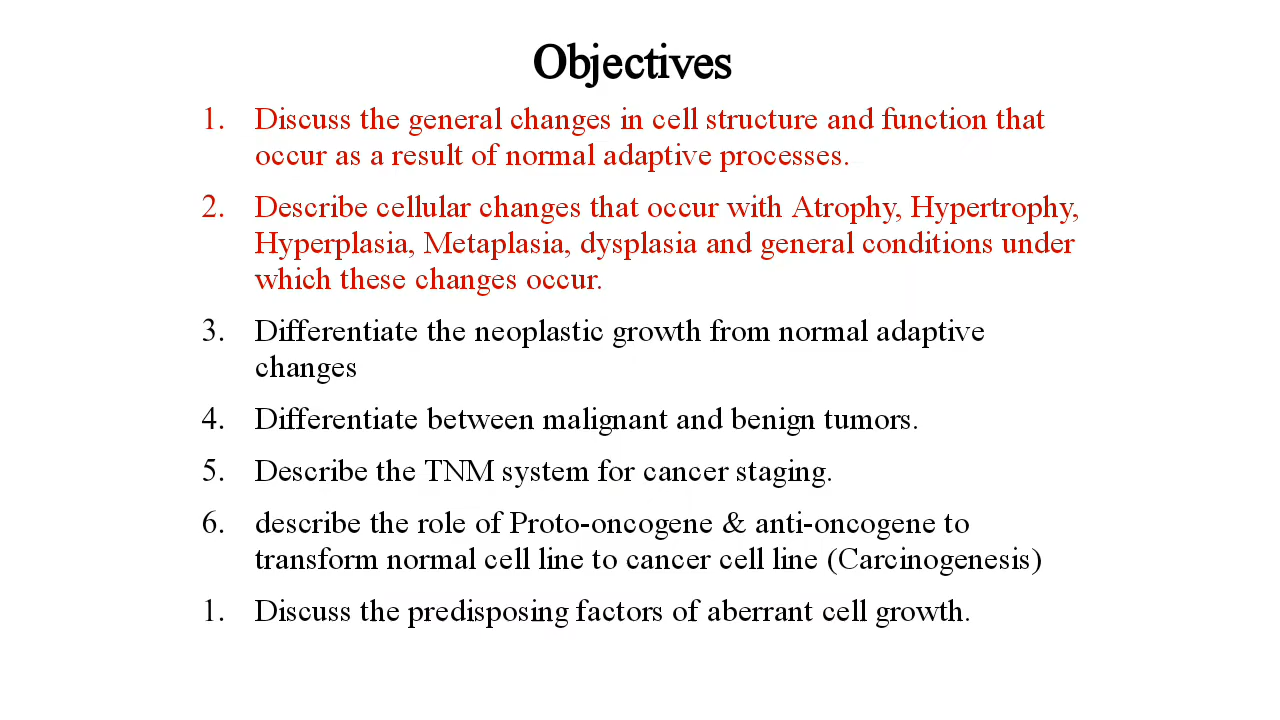 Objectives
1. Discuss the general changes in cell structure and function that
occur as a result of normal adaptive processes.
2. Describe cellular changes that occur with Atrophy, Hypertrophy,
Hyperplasia, Metaplasia, dysplasia and general conditions under
which these changes occur.
3. Differentiate the neoplastic growth from normal adaptive
changes
4. Differentiate between malignant and benign tumors.
5. Describe the TNM system for cancer staging.
6. describe the role of Proto-oncogene & anti-oncogene to
transform normal cell line to cancer cell line (Carcinogenesis)
1. Discuss the predisposing factors of aberrant cell growth.